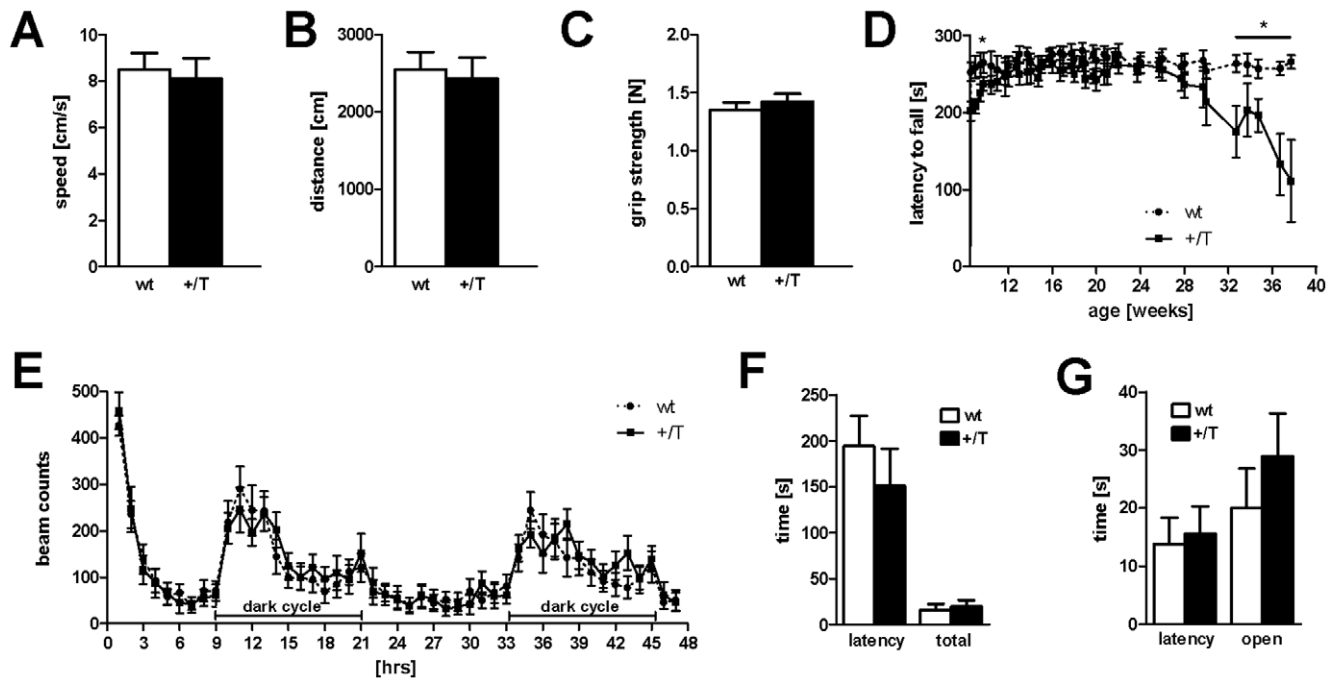 A
speed [cm/s]
10
8
6
4
2
0
wt +/T
B
distance [cm]
3000
2000
1000
0
wt +/T
C
grip strength [N]
2.0
1.5
1.0
0.5
0.0
wt +/T
D
latency to fall [s]
300
200
100
0
*
*
wt
+/T
12 16 20 24 28 32 36 40
age [weeks]
E
beam counts
500
400
300
200
100
0
wt
+/T
dark cycle dark cycle
0 3 6 9 12 15 18 21 24 27 30 33 36 39 42 45 48
[hrs]
F
time [s]
250
200
150
100
50
0
wt
+/T
latency total
G
time [s]
40
30
20
10
0
wt
+/T
latency open